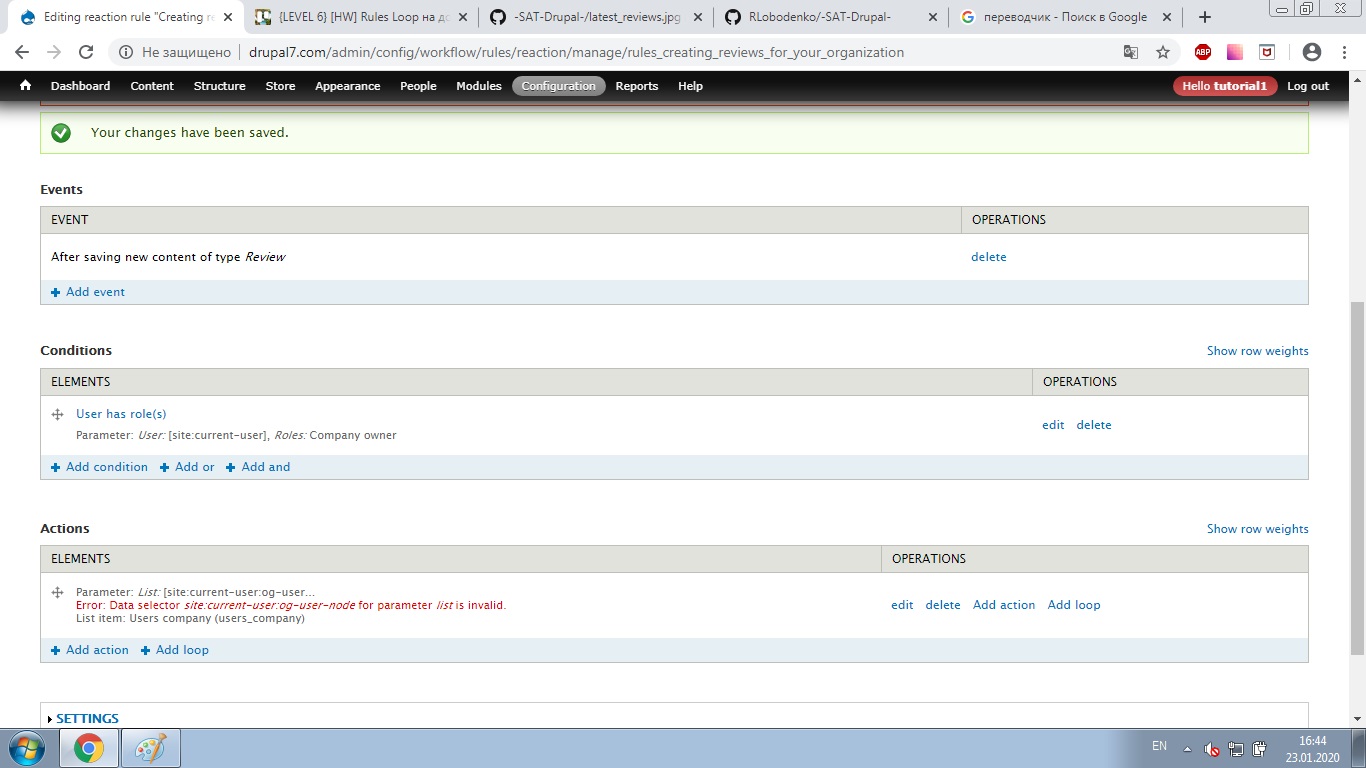 Editing reaction rule "Creating re
{LEVEL 6} [HW] Rules Loop на до
-SAT-Drupal-/latest_reviews.jpg
RLobodenko/-SAT-Drupal-
переводчик - Поиск в Google
Не защищено
drupal7.com/admin/config/workflow/rules/reaction/manage/rules_creating_reviews_for_your_organization
ABP
Dashboard Content Structure Store Appearance People Modules Configuration Reports Help Hello tutorial1 Log out
Your changes have been saved.
Events
EVENT OPERATIONS
After saving new content of type Review delete
Add event
Conditions Show row weights
ELEMENTS OPERATIONS
User has role(s)
Parameter: User: [site:current-user], Roles: Company owner
edit delete
Add condition Add or Add and
Actions Show row weights
ELEMENTS OPERATIONS
Parameter: List: [site:current-user:og-user...
Error: Data selector site:current-user:og-user-node for parameter list is invalid.
List item: Users company (users_company)
edit delete Add action Add loop
Add action Add loop
SETTINGS
EN
16:44
23.01.2020